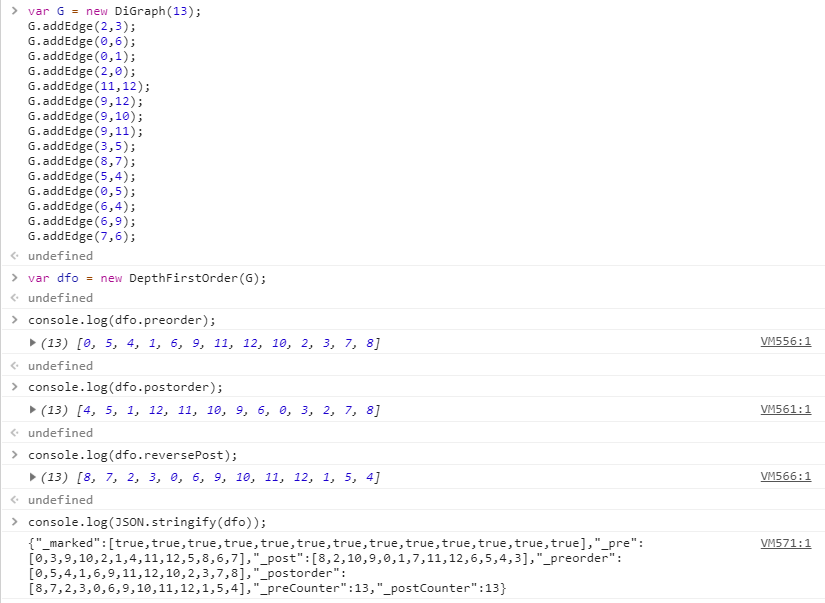 > var G = new DiGraph(13);
G.addEdge(2,3);
G.addEdge(0,6);
G.addEdge(0,1);
G.addEdge(2,0);
G.addEdge(11,12);
G.addEdge(9,12);
G.addEdge(9,10);
G.addEdge(9,11);
G.addEdge(3,5);
G.addEdge(8,7);
G.addEdge(5,4);
G.addEdge(0,5);
G.addEdge(6,4);
G.addEdge(6,9);
G.addEdge(7,6);
undefined
> var dfo = new DepthFirstOrder(G);
undefined
> console.log(dfo.preorder);
(13) [0, 5, 4, 1, 6, 9, 11, 12, 10, 2, 3, 7, 8] VM556:1
undefined
> console.log(dfo.postorder);
(13) [4, 5, 1, 12, 11, 10, 9, 6, 0, 3, 2, 7, 8] VM561:1
undefined
> console.log(dfo.reversePost);
(13) [8, 7, 2, 3, 0, 6, 9, 10, 11, 12, 1, 5, 4] VM566:1
undefined
> console.log(JSON.stringify(dfo));
{"_marked":[true,true,true,true,true,true,true,true,true,true,true,true,true],"_pre": VM571:1
[0,3,9,10,2,1,4,11,12,5,8,6,7],"_post":[8,2,10,9,0,1,7,11,12,6,5,4,3],"_preorder":
[0,5,4,1,6,9,11,12,10,2,3,7,8],"_postorder":
[8,7,2,3,0,6,9,10,11,12,1,5,4],"_preCounter":13,"_postCounter":13}